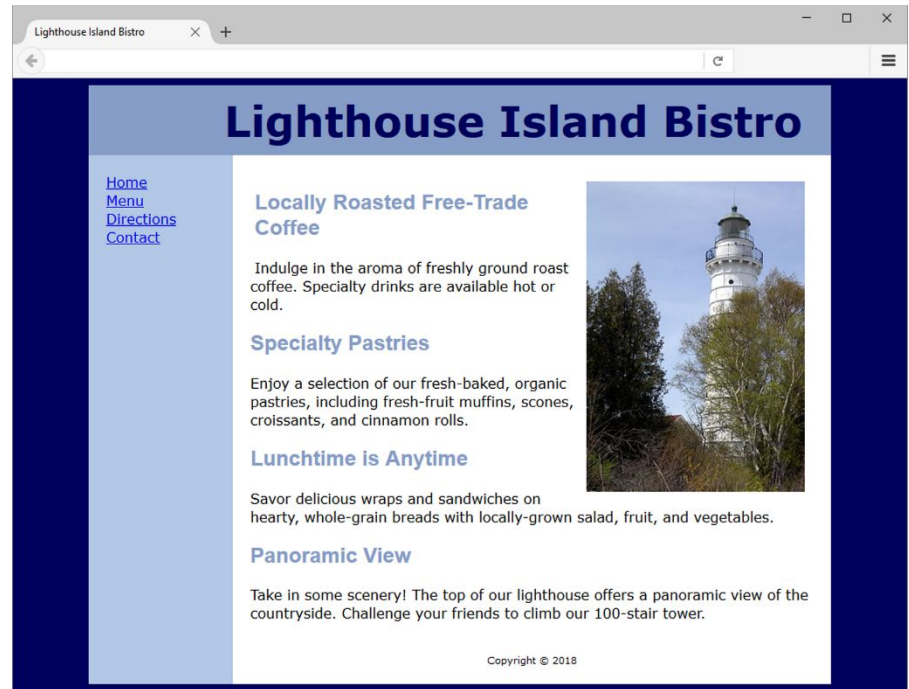 Lighthouse Island Bistro
Lighthouse Island Bistro
Home
Menu
Directions
Contact
Locally Roasted Free-Trade
Coffee
Indulge in the aroma of freshly ground roast
coffee. Specialty drinks are available hot or
cold.
Specialty Pastries
Enjoy a selection of our fresh-baked, organic
pastries, including fresh-fruit muffins, scones,
croissants, and cinnamon rolls.
Lunchtime is Anytime
Savor delicious wraps and sandwiches on
hearty, whole-grain breads with locally-grown salad, fruit, and vegetables.
Panoramic View
Take in some scenery! The top of our lighthouse offers a panoramic view of the
countryside. Challenge your friends to climb our 100-stair tower.
Copyright © 2018